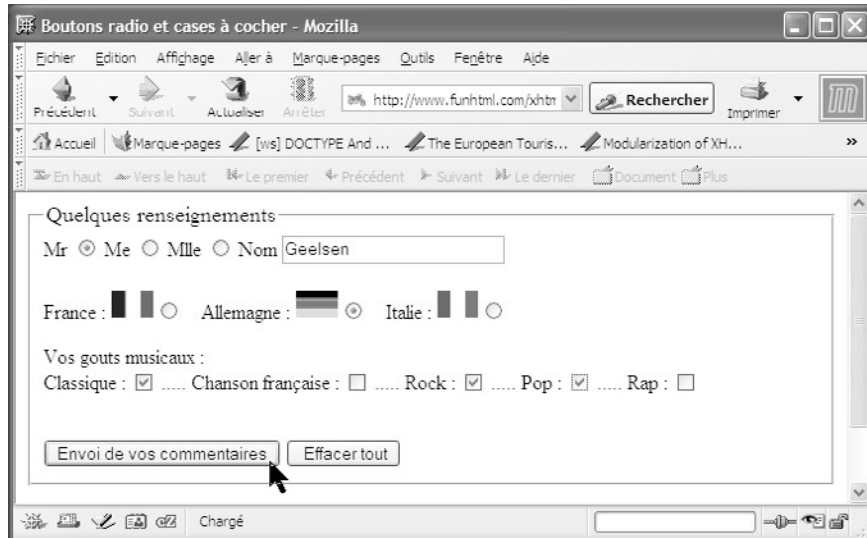 Boutons radio et cases à cocher - Mozilla
Fichier Edition Affichage Aller à Marque-pages Outils Fenêtre Aide
Précédent Suivant Actualiser Arrêter http://www.funhtml.com/xhtm Rechercher Imprimer
Accueil Marque-pages [ws] DOCTYPE And ... The European Touris... Modularization of XH... »
En haut Vers le haut Le premier Précédent Suivant Le dernier Document Plus
Quelques renseignements
Mr Me Mlle Nom Geelsen
France : Allemagne : Italie :
Vos gouts musicaux :
Classique : ..... Chanson française : ..... Rock : ..... Pop : ..... Rap :
Envoi de vos commentaires Effacer tout
Chargé